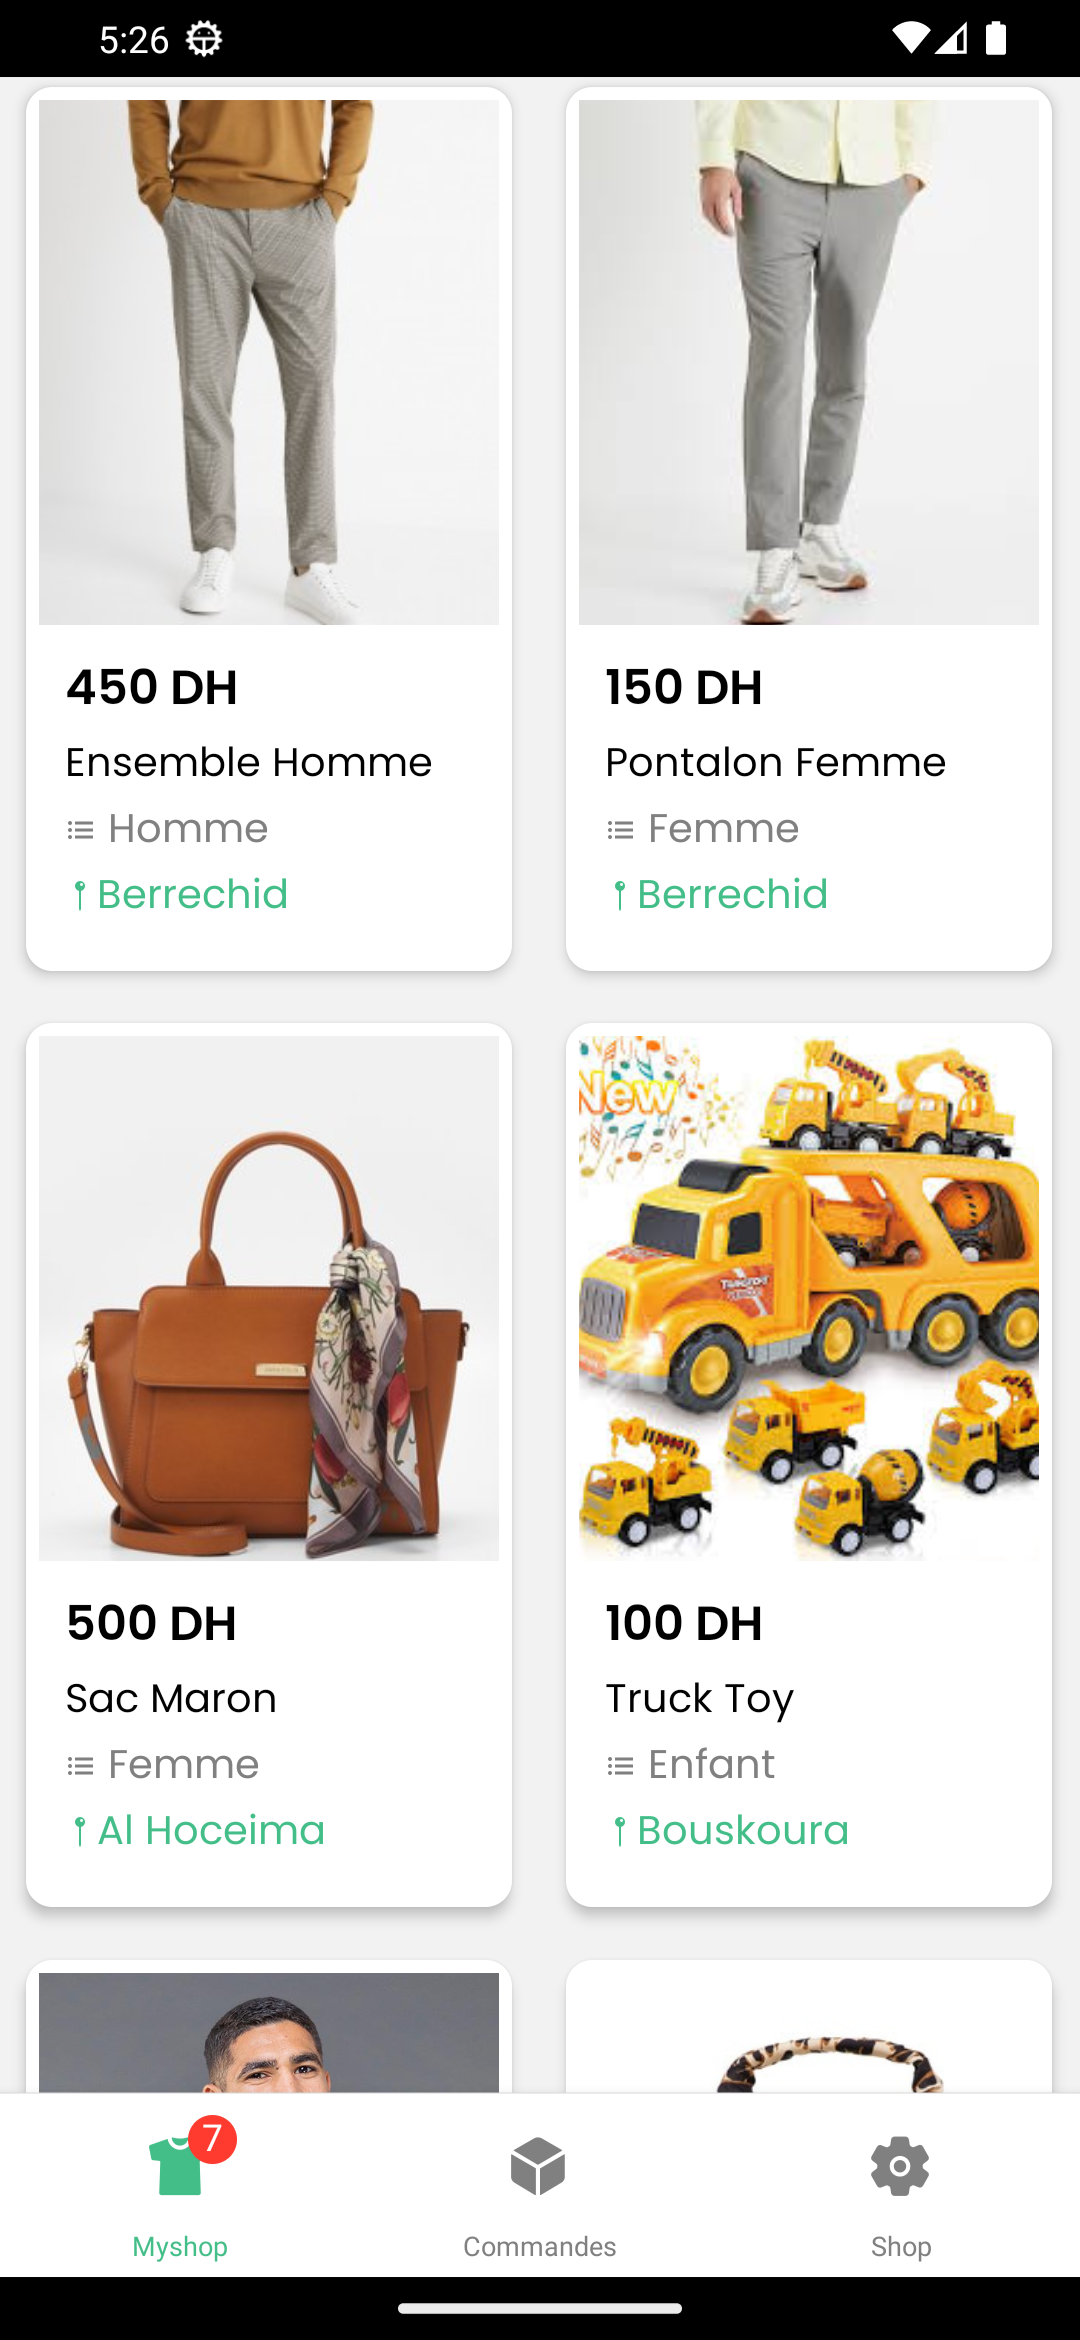 5:26
450 DH
Ensemble Homme
Homme
Berrechid
150 DH
Pontalon Femme
Femme
Berrechid
500 DH
Sac Maron
Femme
Al Hoceima
New
100 DH
Truck Toy
Enfant
Bouskoura
7
Myshop
Commandes
Shop